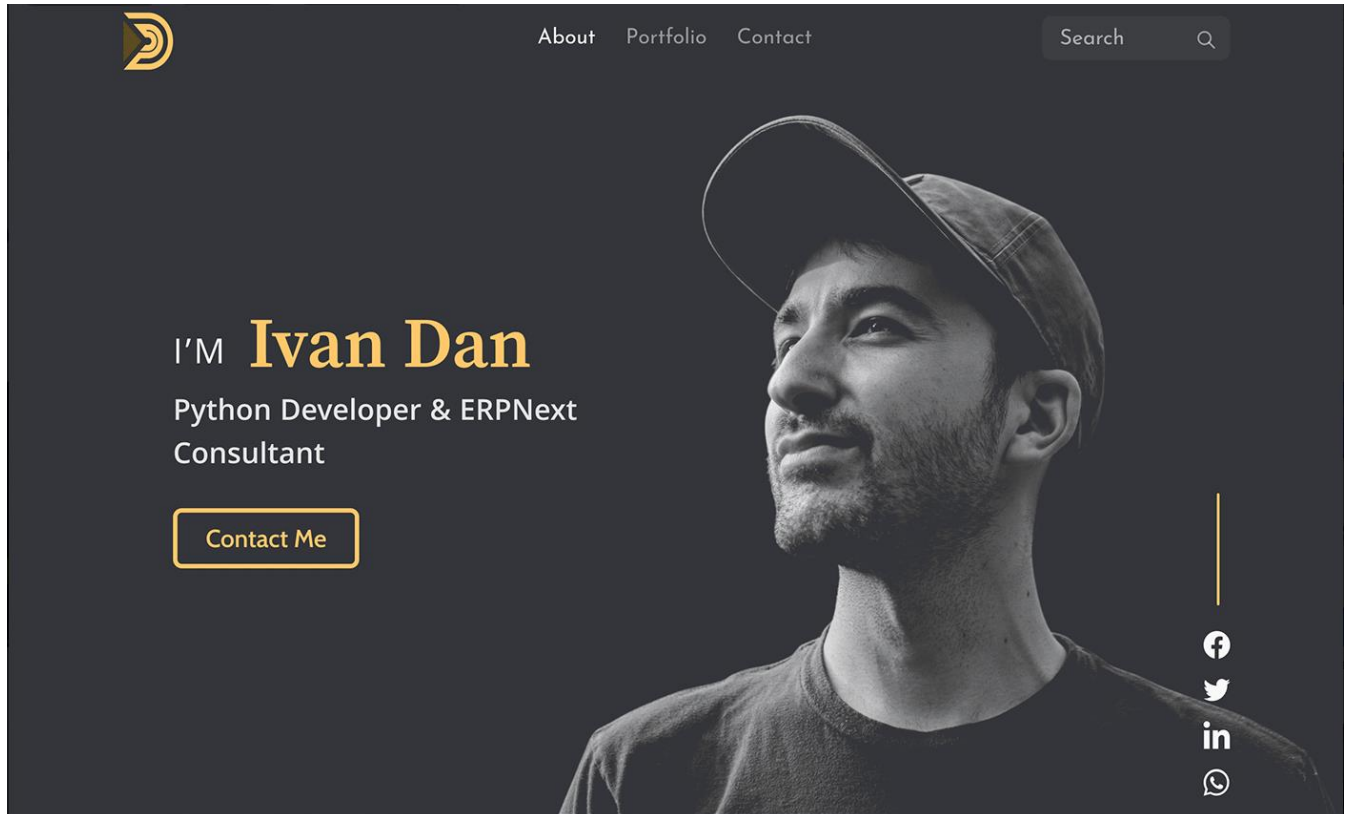 About Portfolio Contact Search
I’M Ivan Dan
Python Developer & ERPNext
Consultant
Contact Me